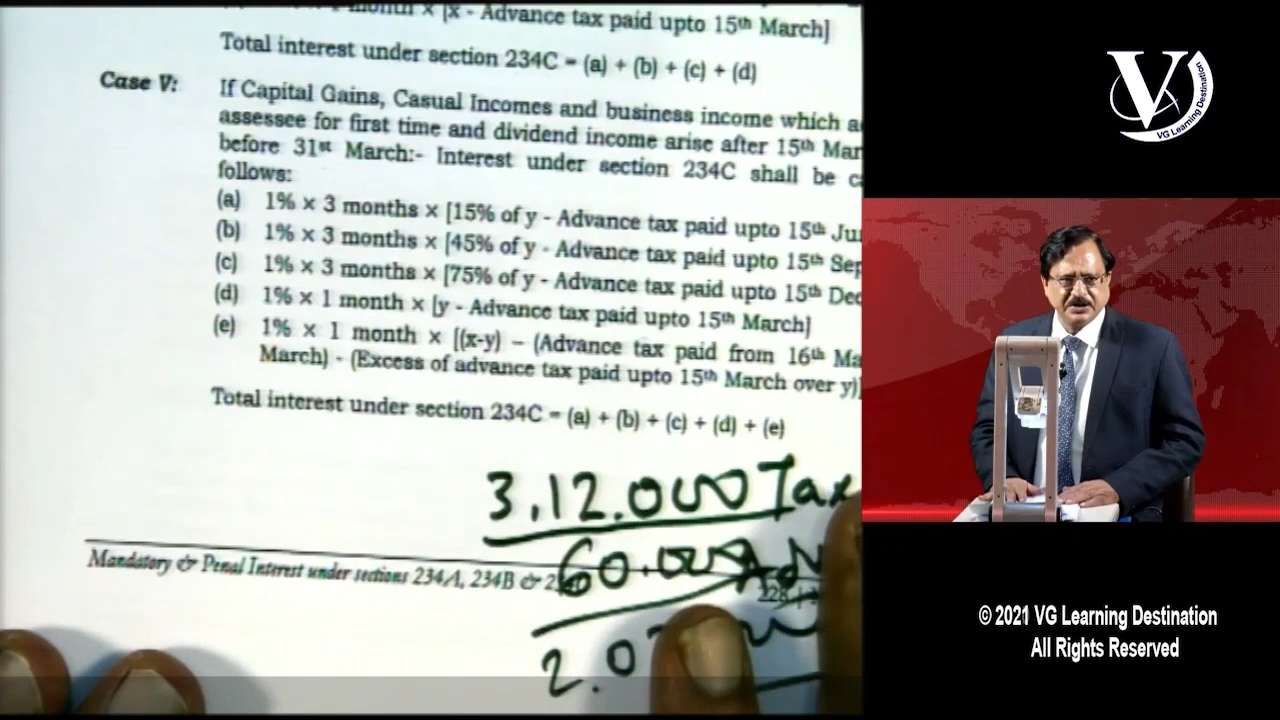 month × [x - Advance tax paid upto 15th March]
Total interest under section 234C = (a) + (b) + (c) + (d)
Case V: If Capital Gains, Casual Incomes and business income which
assessee for first time and dividend income arise after 15th
before 31st March:- Interest under section 234C shall be
follows:
(a) 1% × 3 months × [15% of y - Advance tax paid upto 15th
(b) 1% × 3 months × [45% of y - Advance tax paid upto 15th
(c) 1% × 3 months × [75% of y - Advance tax paid upto 15th
(d) 1% × 1 month × [y - Advance tax paid upto 15th March]
(e) 1% × 1 month × [(x-y) – (Advance tax paid from 16th
March) - (Excess of advance tax paid upto 15th March over y)]
Total interest under section 234C = (a) + (b) + (c) + (d) + (e)
3,12.000 Tax
60.000 Adv
Mandatory & Penal Interest under sections 234A, 234B &
2.0
V
VG Learning Destination
© 2021 VG Learning Destination
All Rights Reserved